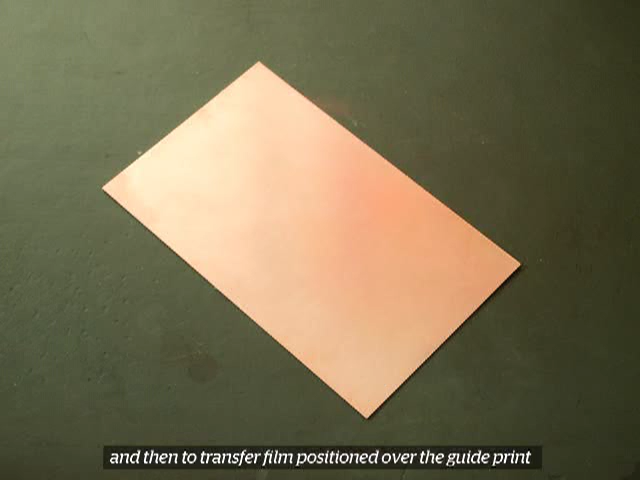 and then to transfer film positioned over the guide print